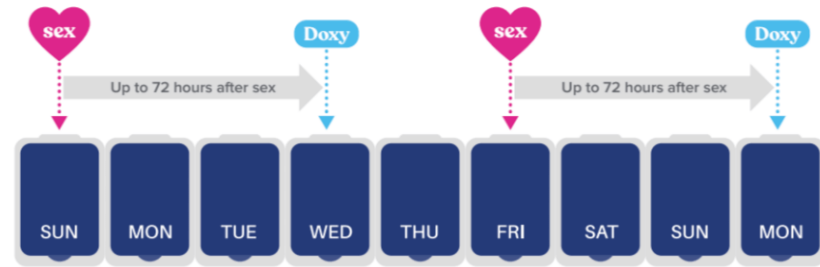 sex
Doxy
sex
Doxy
Up to 72 hours after sex
Up to 72 hours after sex
SUN MON TUE WED THU FRI SAT SUN MON